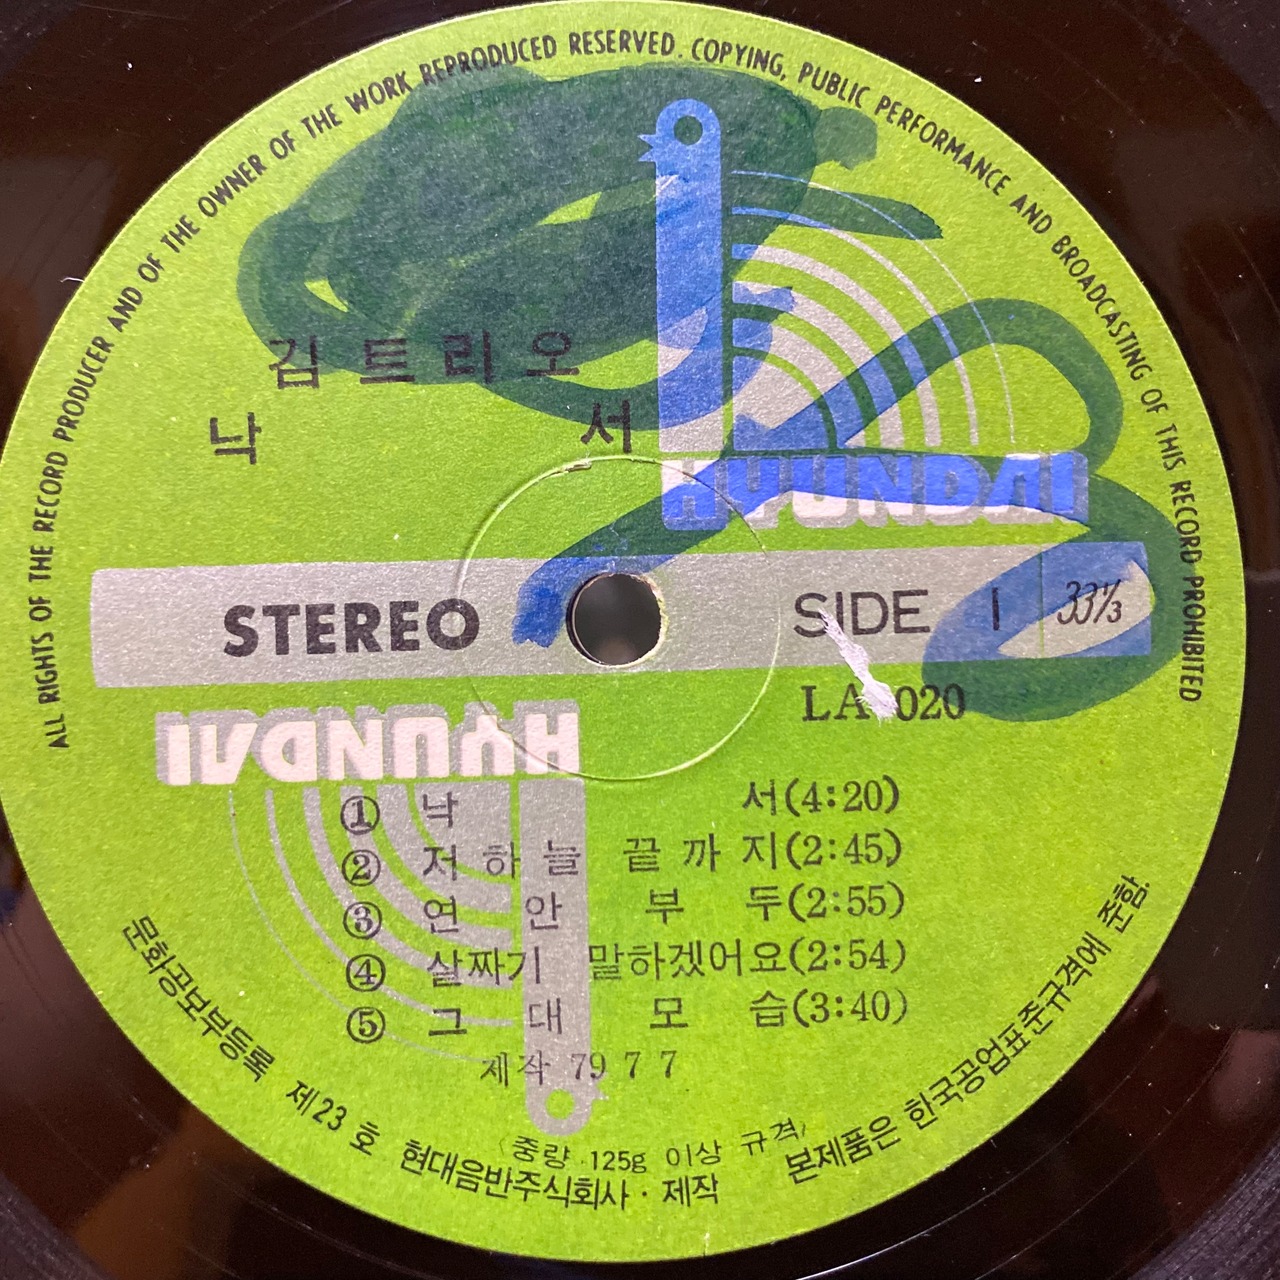 ALL RIGHTS OF THE RECORD PRODUCER AND OF THE OWNER OF THE WORK REPRODUCED RESERVED. COPYING, PUBLIC PERFORMANCE AND BROADCASTING OF THIS RECORD PROHIBITED
김트리오
낙 서
HYUNDAI
STEREO
SIDE 1 33⅓
LA 020
HYUNDAI
① 낙 서(4:20)
② 저 하늘 끝까지(2:45)
③ 연안 부두(2:55)
④ 살짜기 말하겠어요(2:54)
⑤ 그대 모습(3:40)
제작 79 7 7
(중량 125g 이상 규격)
문화공보부등록 제23호 현대음반주식회사·제작 본제품은 한국공업표준규격에 준함